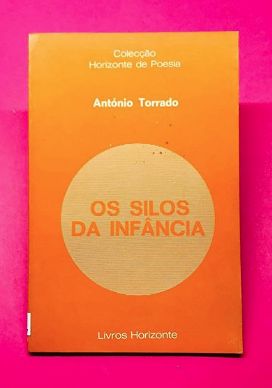 Colecção
Horizonte de Poesia
António Torrado
OS SILOS
DA INFÂNCIA
Livros Horizonte